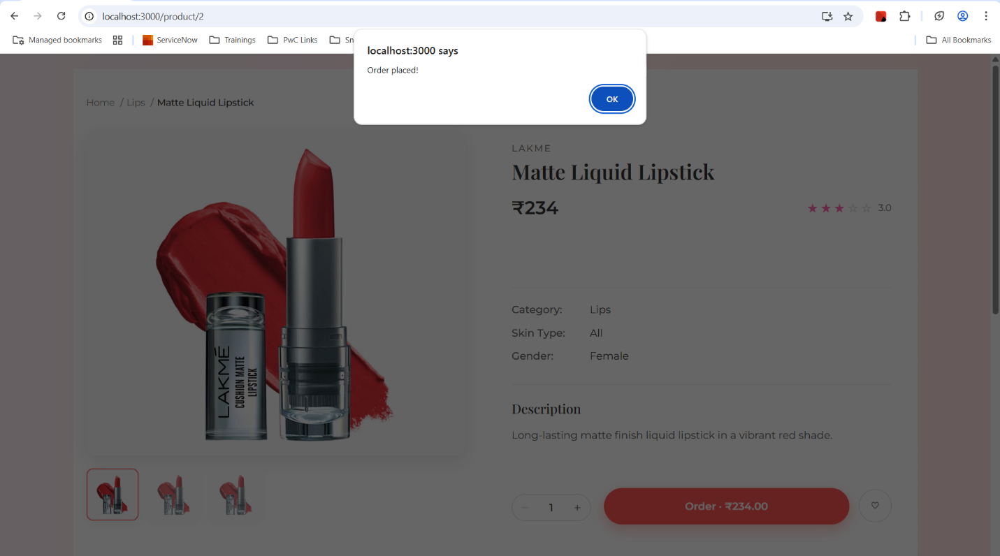 localhost:3000/product/2
Managed bookmarks
ServiceNow
Trainings
PwC Links
Sn
All Bookmarks
localhost:3000 says
Order placed!
OK
Home / Lips / Matte Liquid Lipstick
LAKME
Matte Liquid Lipstick
₹234
★★★☆☆ 3.0
LAKMÉ
CUSHION MATTE
LIPSTICK
Category: Lips
Skin Type: All
Gender: Female
Description
Long-lasting matte finish liquid lipstick in a vibrant red shade.
− 1 +
Order · ₹234.00